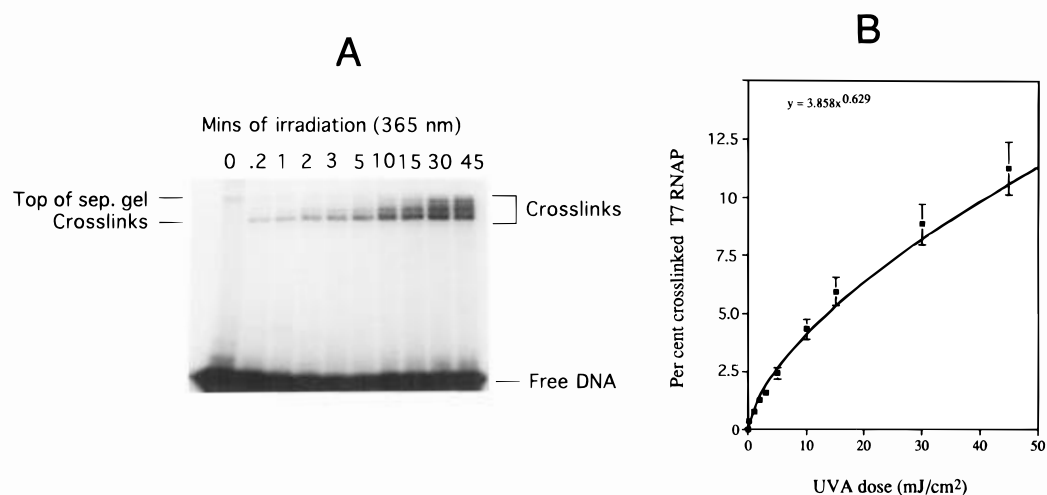 A
Mins of irradiation (365 nm)
0 .2 1 2 3 5 10 15 30 45
Top of sep. gel
Crosslinks
Crosslinks
Free DNA
B
y = 3.858x^0.629
Per cent crosslinked T7 RNAP
12.5
10
7.5
5.0
2.5
0
0 10 20 30 40 50
UVA dose (mJ/cm²)